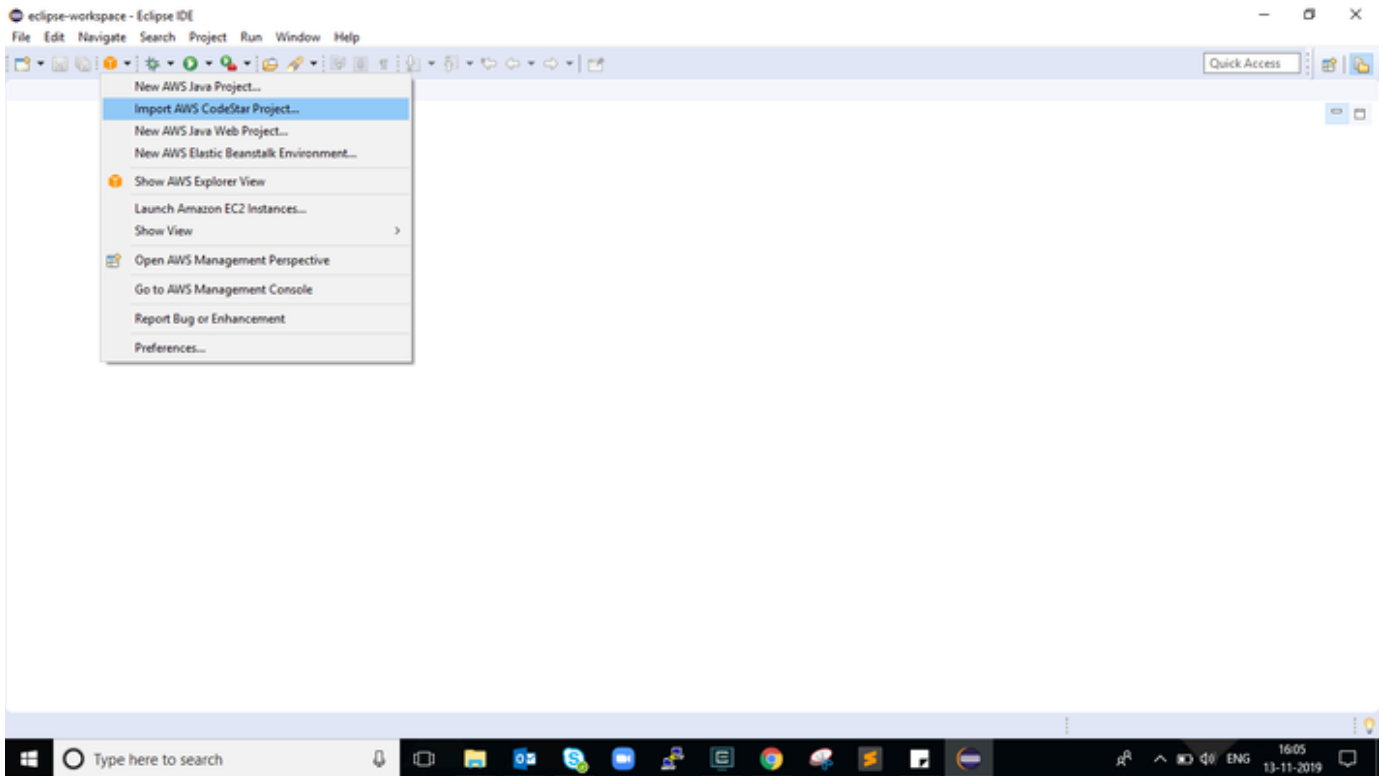 eclipse-workspace - Eclipse IDE
File Edit Navigate Search Project Run Window Help
Quick Access
New AWS Java Project...
Import AWS CodeStar Project...
New AWS Java Web Project...
New AWS Elastic Beanstalk Environment...
Show AWS Explorer View
Launch Amazon EC2 Instances...
Show View
Open AWS Management Perspective
Go to AWS Management Console
Report Bug or Enhancement
Preferences...
Type here to search
ENG
16:05
13-11-2019